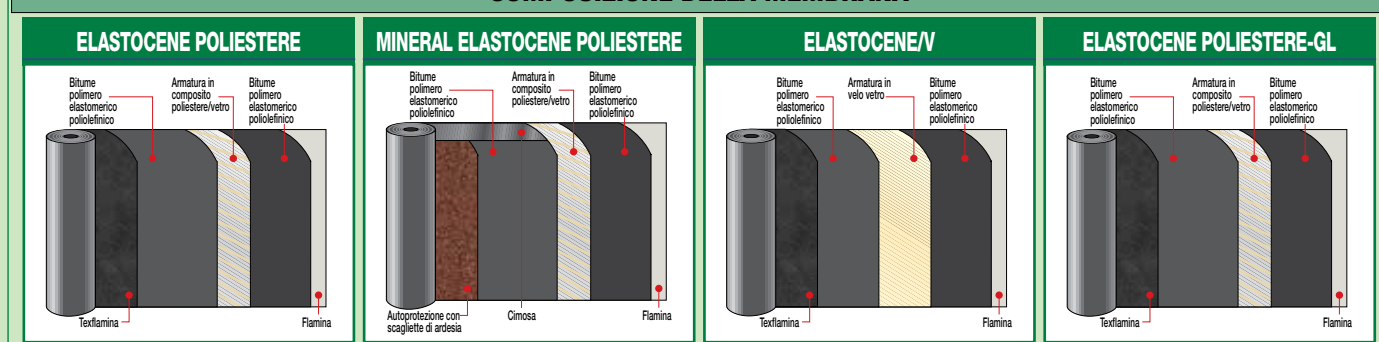 COMPOSIZIONE DELLA MEMBRANA
ELASTOCENE POLIESTERE
Bitume
polimero
elastomerico
poliolefinico
Armatura in
composito
poliestere/vetro
Bitume
polimero
elastomerico
poliolefinico
Texflamina
Flamina
MINERAL ELASTOCENE POLIESTERE
Bitume
polimero
elastomerico
poliolefinico
Armatura in
composito
poliestere/vetro
Bitume
polimero
elastomerico
poliolefinico
Autoprotezione con
scagliette di ardesia
Cimosa
Flamina
ELASTOCENE/V
Bitume
polimero
elastomerico
poliolefinico
Armatura in
velo vetro
Bitume
polimero
elastomerico
poliolefinico
Texflamina
Flamina
ELASTOCENE POLIESTERE-GL
Bitume
polimero
elastomerico
poliolefinico
Armatura in
composito
poliestere/vetro
Bitume
polimero
elastomerico
poliolefinico
Texflamina
Flamina